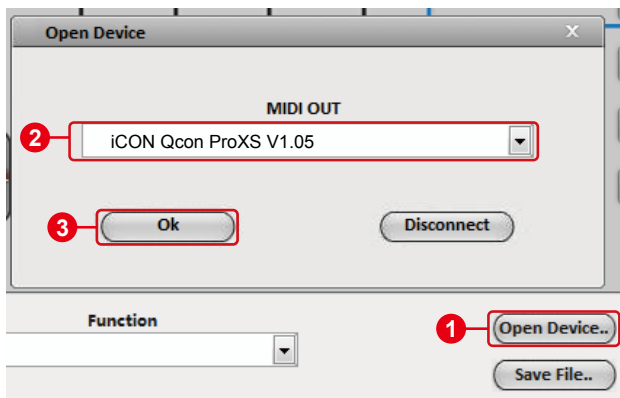 Open Device
X
MIDI OUT
2
iCON Qcon ProXS V1.05
3
Ok
Disconnect
Function
1
Open Device..
Save File..